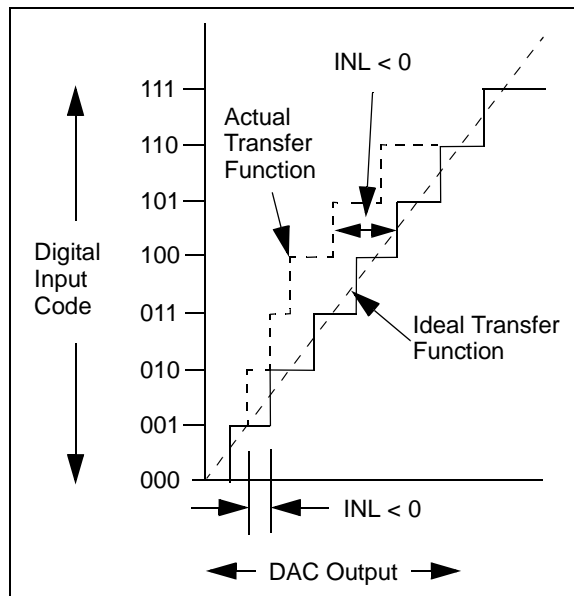 INL < 0
111
Actual
Transfer
Function
110
101
Digital
Input
Code
100
011
Ideal Transfer
Function
010
001
000
INL < 0
DAC Output